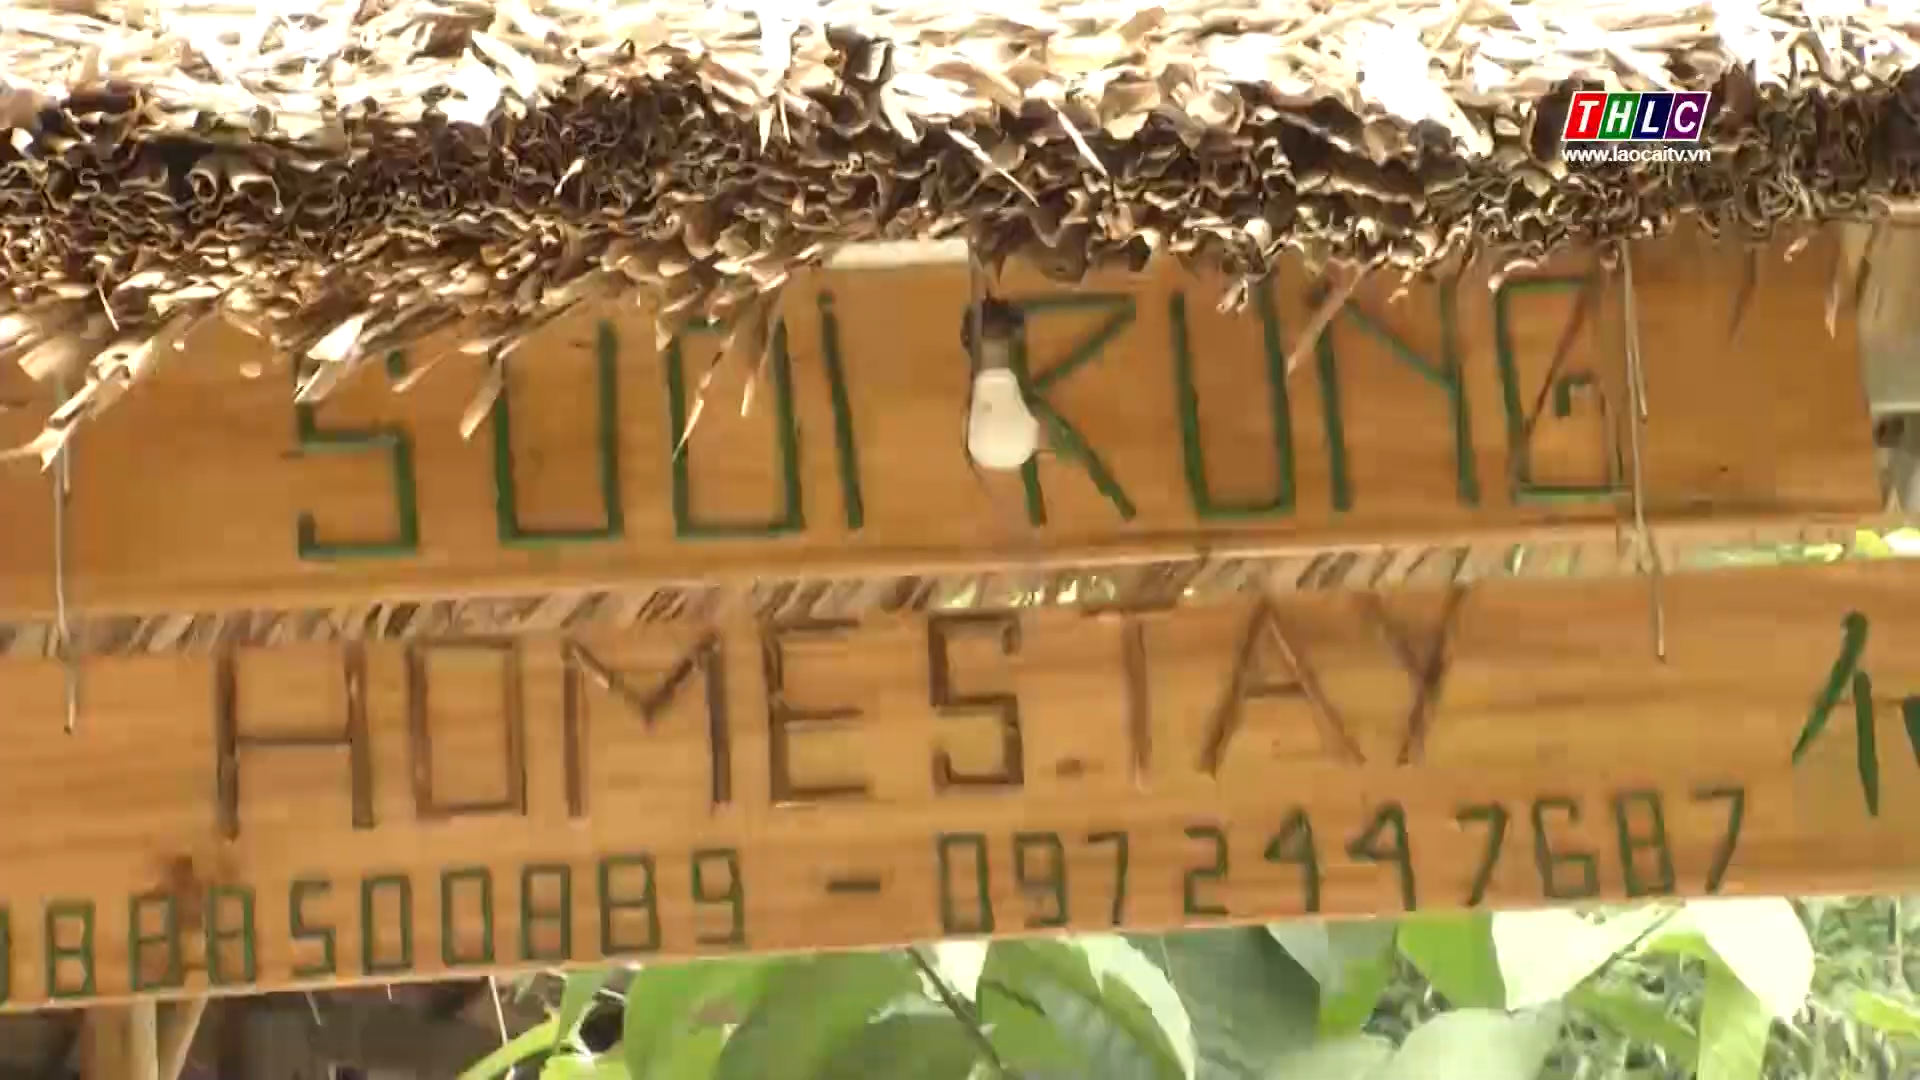 THLC
www.laocaitv.vn
SUOI RUNG
HOMESTAY
0888500889 - 0972447687